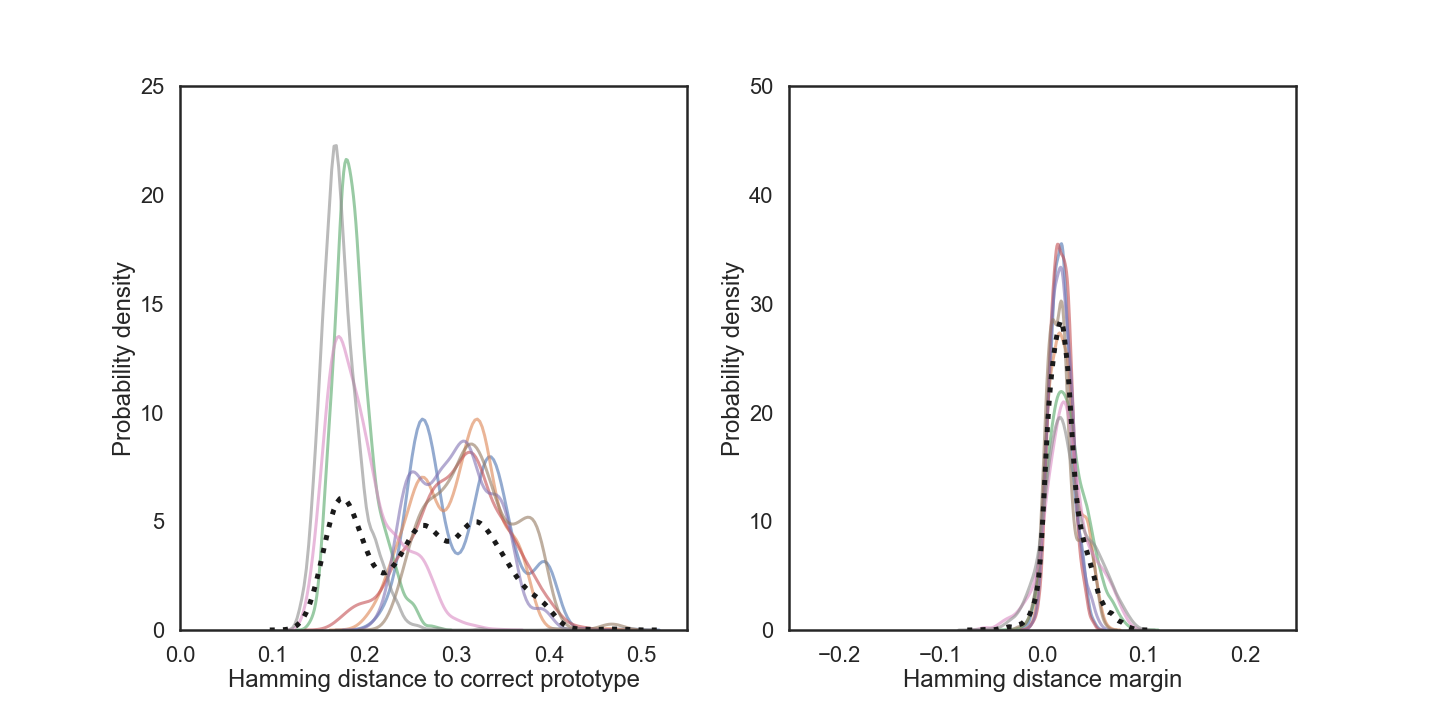 25
20
15
10
5
0
Probability density
0.0 0.1 0.2 0.3 0.4 0.5
Hamming distance to correct prototype
50
40
30
20
10
0
Probability density
−0.2 −0.1 0.0 0.1 0.2
Hamming distance margin